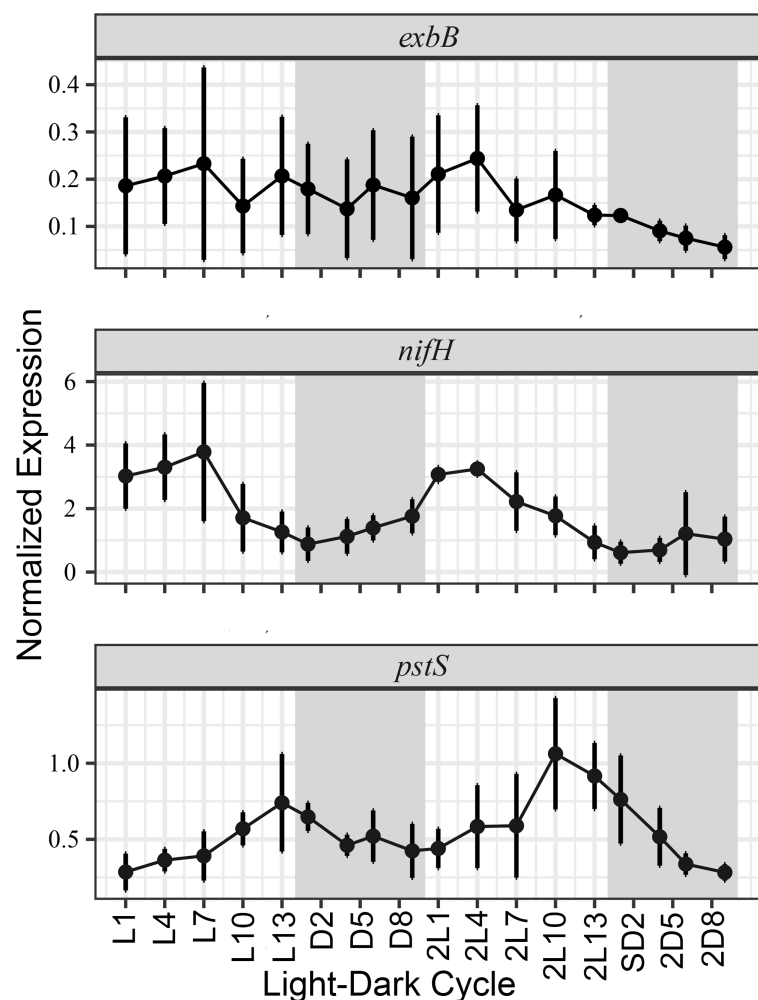 exbB
0.4
0.3
0.2
0.1
nifH
6
4
2
0
pstS
1.0
0.5
Normalized Expression
L1 L4 L7 L10 L13 D2 D5 D8 2L1 2L4 2L7 2L10 2L13 SD2 2D5 2D8
Light-Dark Cycle